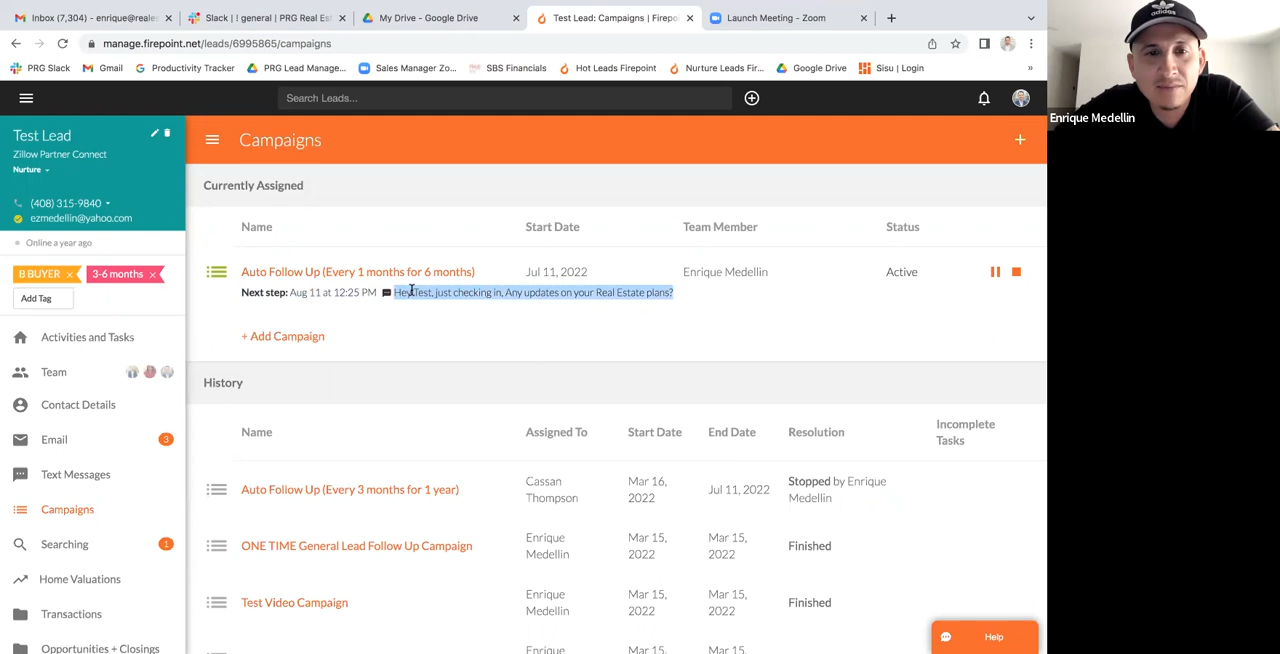 Inbox (7,304) - enrique@reales
Slack | ! general | PRG Real Est
My Drive - Google Drive
Test Lead: Campaigns | Firepoi
Launch Meeting - Zoom
manage.firepoint.net/leads/6995865/campaigns
PRG Slack
Gmail
Productivity Tracker
PRG Lead Manage...
Sales Manager Zo...
SBS Financials
Hot Leads Firepoint
Nurture Leads Fir...
Google Drive
Sisu | Login
»
adidas
Enrique Medellin
Search Leads...
Test Lead
Zillow Partner Connect
Nurture
(408) 315-9840
ezmedellin@yahoo.com
Online a year ago
B BUYER ×
3-6 months ×
Add Tag
Activities and Tasks
Team
Contact Details
Email 3
Text Messages
Campaigns
Searching 1
Home Valuations
Transactions
Opportunities + Closings
Campaigns
Currently Assigned
Name Start Date Team Member Status
Auto Follow Up (Every 1 months for 6 months) Jul 11, 2022 Enrique Medellin Active
Next step: Aug 11 at 12:25 PM Hey Test, just checking in, Any updates on your Real Estate plans?
+ Add Campaign
History
Name Assigned To Start Date End Date Resolution Incomplete
Tasks
Auto Follow Up (Every 3 months for 1 year) Cassan Mar 16, Jul 11, 2022 Stopped by Enrique
Thompson 2022 Medellin
ONE TIME General Lead Follow Up Campaign Enrique Mar 15, Mar 15, Finished
Medellin 2022 2022
Test Video Campaign Enrique Mar 15, Mar 15, Finished
Medellin 2022 2022
Enrique Mar 15, Mar 15,
Help